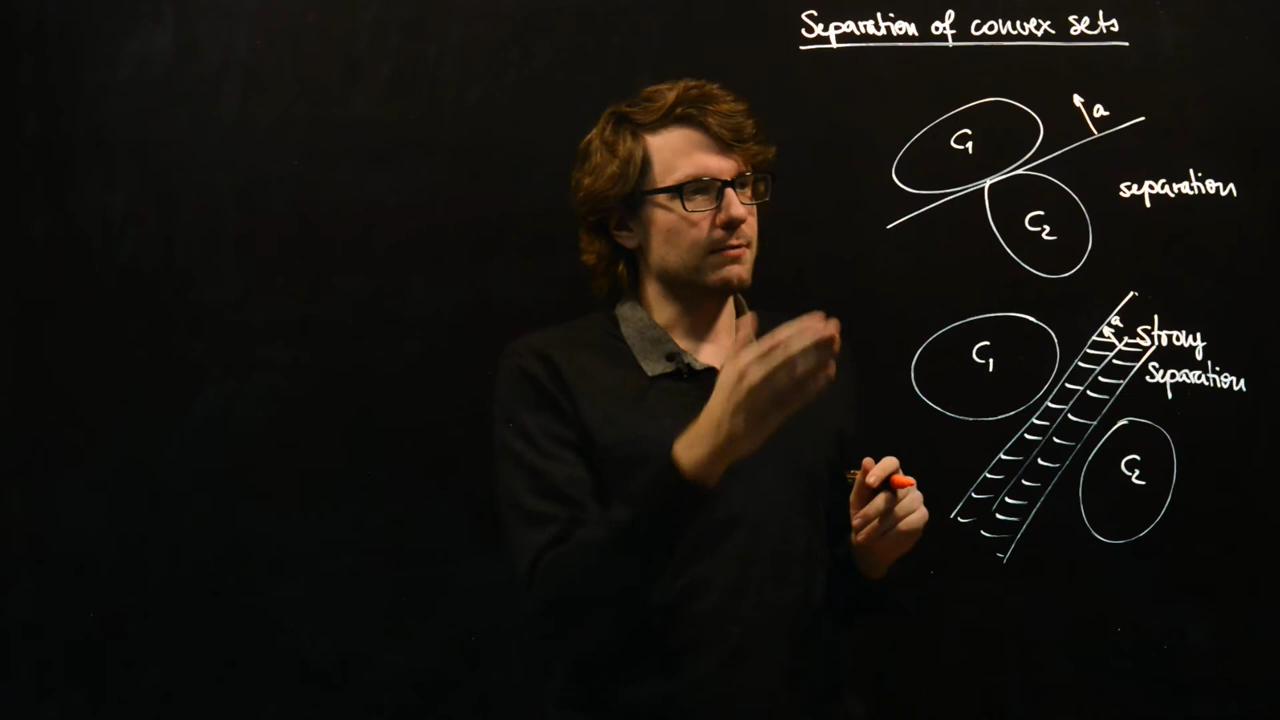 Separation of convex sets
a
C1
separation
C2
a
strong
C1
separation
C2